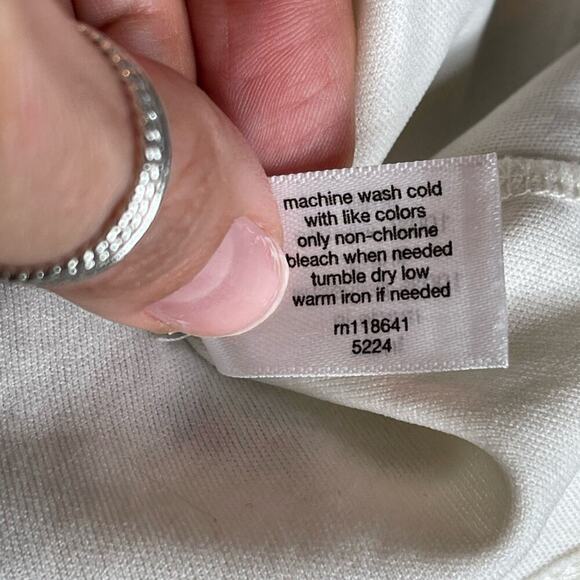 machine wash cold
with like colors
only non-chlorine
bleach when needed
tumble dry low
warm iron if needed
rn118641
5224